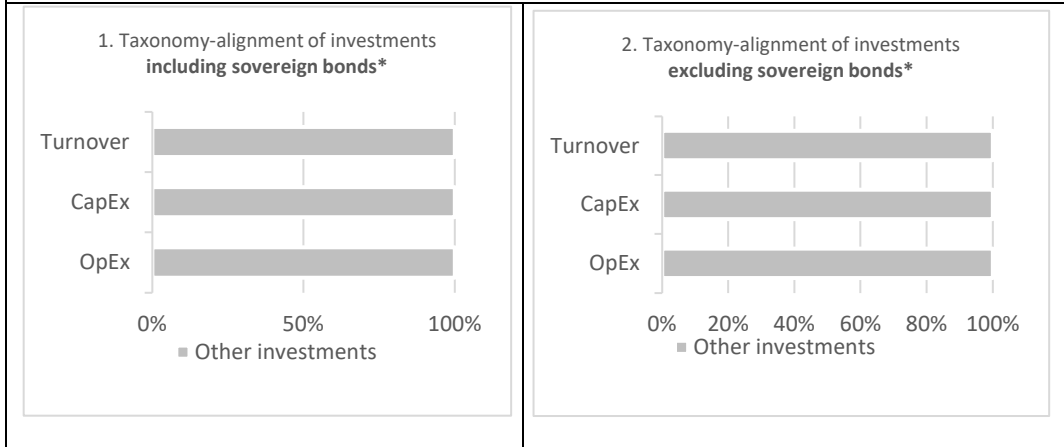 1. Taxonomy-alignment of investments
including sovereign bonds*
Turnover
CapEx
OpEx
0% 50% 100%
Other investments
2. Taxonomy-alignment of investments
excluding sovereign bonds*
Turnover
CapEx
OpEx
0% 20% 40% 60% 80% 100%
Other investments